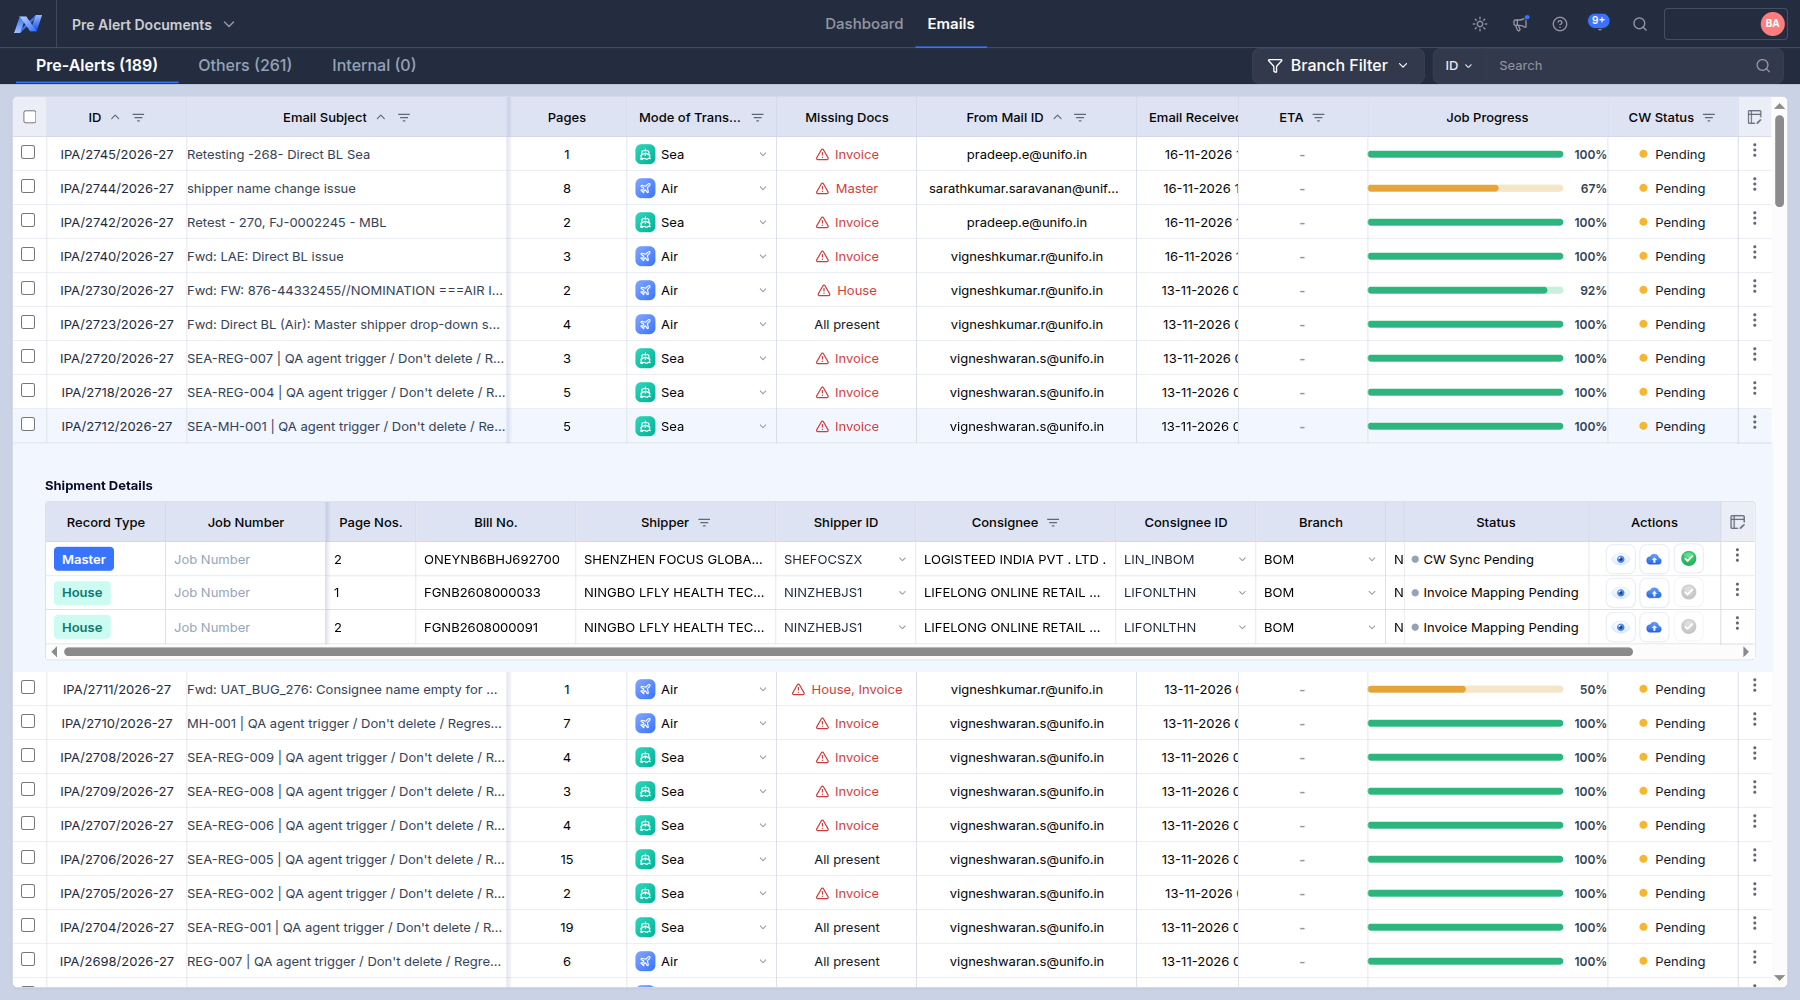 Pre Alert Documents Dashboard Emails 9+ BA
Pre-Alerts (189) Others (261) Internal (0) Branch Filter ID Search
ID Email Subject Pages Mode of Trans... Missing Docs From Mail ID Email Received ETA Job Progress CW Status
IPA/2745/2026-27 Retesting -268- Direct BL Sea 1 Sea Invoice pradeep.e@unifo.in 16-11-2026 - 100% Pending
IPA/2744/2026-27 shipper name change issue 8 Air Master sarathkumar.saravanan@unif... 16-11-2026 1 - 67% Pending
IPA/2742/2026-27 Retest - 270, FJ-0002245 - MBL 2 Sea Invoice pradeep.e@unifo.in 16-11-2026 - 100% Pending
IPA/2740/2026-27 Fwd: LAE: Direct BL issue 3 Air Invoice vigneshkumar.r@unifo.in 16-11-2026 - 100% Pending
IPA/2730/2026-27 Fwd: FW: 876-44332455//NOMINATION ===AIR I... 2 Air House vigneshkumar.r@unifo.in 13-11-2026 - 92% Pending
IPA/2723/2026-27 Fwd: Direct BL (Air): Master shipper drop-down s... 4 Air All present vigneshkumar.r@unifo.in 13-11-2026 - 100% Pending
IPA/2720/2026-27 SEA-REG-007 | QA agent trigger / Don't delete / R... 3 Sea Invoice vigneshwaran.s@unifo.in 13-11-2026 - 100% Pending
IPA/2718/2026-27 SEA-REG-004 | QA agent trigger / Don't delete / R... 5 Sea Invoice vigneshwaran.s@unifo.in 13-11-2026 - 100% Pending
IPA/2712/2026-27 SEA-MH-001 | QA agent trigger / Don't delete / Re... 5 Sea Invoice vigneshwaran.s@unifo.in 13-11-2026 - 100% Pending
Shipment Details
Record Type Job Number Page Nos. Bill No. Shipper Shipper ID Consignee Consignee ID Branch Status Actions
Master Job Number 2 ONEYNB6BHJ692700 SHENZHEN FOCUS GLOBA... SHEFOCSZX LOGISTEED INDIA PVT . LTD . LIN_INBOM BOM N CW Sync Pending
House Job Number 1 FGNB2608000033 NINGBO LFLY HEALTH TEC... NINZHEBJS1 LIFELONG ONLINE RETAIL ... LIFONLTHN BOM N Invoice Mapping Pending
House Job Number 2 FGNB2608000091 NINGBO LFLY HEALTH TEC... NINZHEBJS1 LIFELONG ONLINE RETAIL ... LIFONLTHN BOM N Invoice Mapping Pending
IPA/2711/2026-27 Fwd: UAT_BUG_276: Consignee name empty for ... 1 Air House, Invoice vigneshkumar.r@unifo.in 13-11-2026 - 50% Pending
IPA/2710/2026-27 MH-001 | QA agent trigger / Don't delete / Regres... 7 Air Invoice vigneshwaran.s@unifo.in 13-11-2026 - 100% Pending
IPA/2708/2026-27 SEA-REG-009 | QA agent trigger / Don't delete / R... 4 Sea Invoice vigneshwaran.s@unifo.in 13-11-2026 - 100% Pending
IPA/2709/2026-27 SEA-REG-008 | QA agent trigger / Don't delete / R... 3 Sea Invoice vigneshwaran.s@unifo.in 13-11-2026 - 100% Pending
IPA/2707/2026-27 SEA-REG-006 | QA agent trigger / Don't delete / R... 4 Sea Invoice vigneshwaran.s@unifo.in 13-11-2026 - 100% Pending
IPA/2706/2026-27 SEA-REG-005 | QA agent trigger / Don't delete / R... 15 Sea All present vigneshwaran.s@unifo.in 13-11-2026 - 100% Pending
IPA/2705/2026-27 SEA-REG-002 | QA agent trigger / Don't delete / R... 2 Sea Invoice vigneshwaran.s@unifo.in 13-11-2026 - 100% Pending
IPA/2704/2026-27 SEA-REG-001 | QA agent trigger / Don't delete / R... 19 Sea All present vigneshwaran.s@unifo.in 13-11-2026 - 100% Pending
IPA/2698/2026-27 REG-007 | QA agent trigger / Don't delete / Regre... 6 Air All present vigneshwaran.s@unifo.in 13-11-2026 - 100% Pending